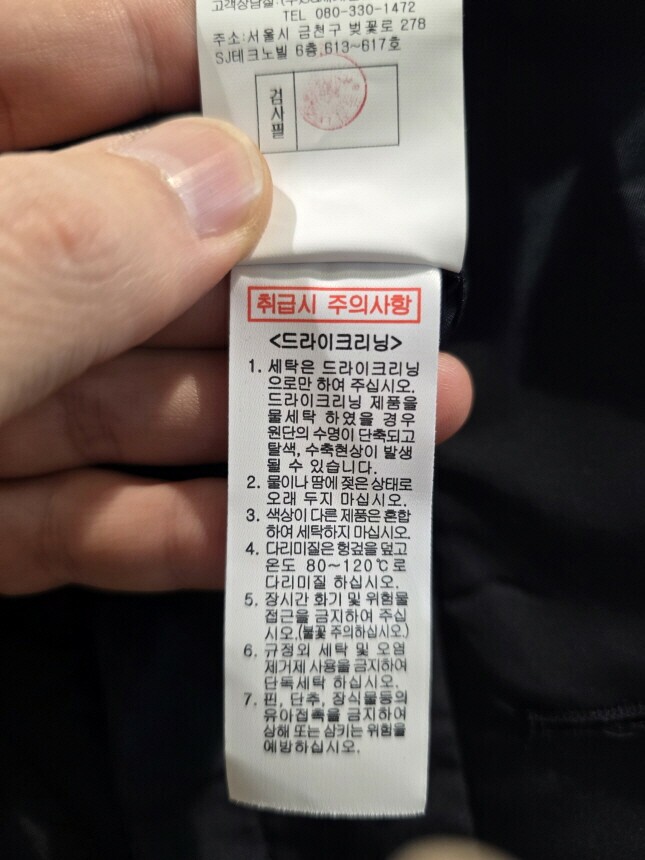 고객상담실:
TEL 080-330-1472
주소:서울시 금천구 벚꽃로 278
SJ테크노빌 6층 613~617호
검사필
취급시 주의사항
<드라이크리닝>
1. 세탁은 드라이크리닝
으로만 하여 주십시오.
드라이크리닝 제품을
물세탁 하였을 경우
원단의 수명이 단축되고
탈색, 수축현상이 발생
될 수 있습니다.
2. 물이나 땀에 젖은 상태로
오래 두지 마십시오.
3. 색상이 다른 제품은 혼합
하여 세탁하지 마십시오.
4. 다리미질은 헝겊을 덮고
온도 80~120℃로
다리미질 하십시오.
5. 장시간 화기 및 위험물
접근을 금지하여 주십
시오.(불꽃 주의하십시오.)
6. 규정외 세탁 및 오염
제거제 사용을 금지하여
단독세탁 하십시오.
7. 핀, 단추, 장식물등의
유아접촉을 금지하여
상해 또는 삼키는 위험을
예방하십시오.